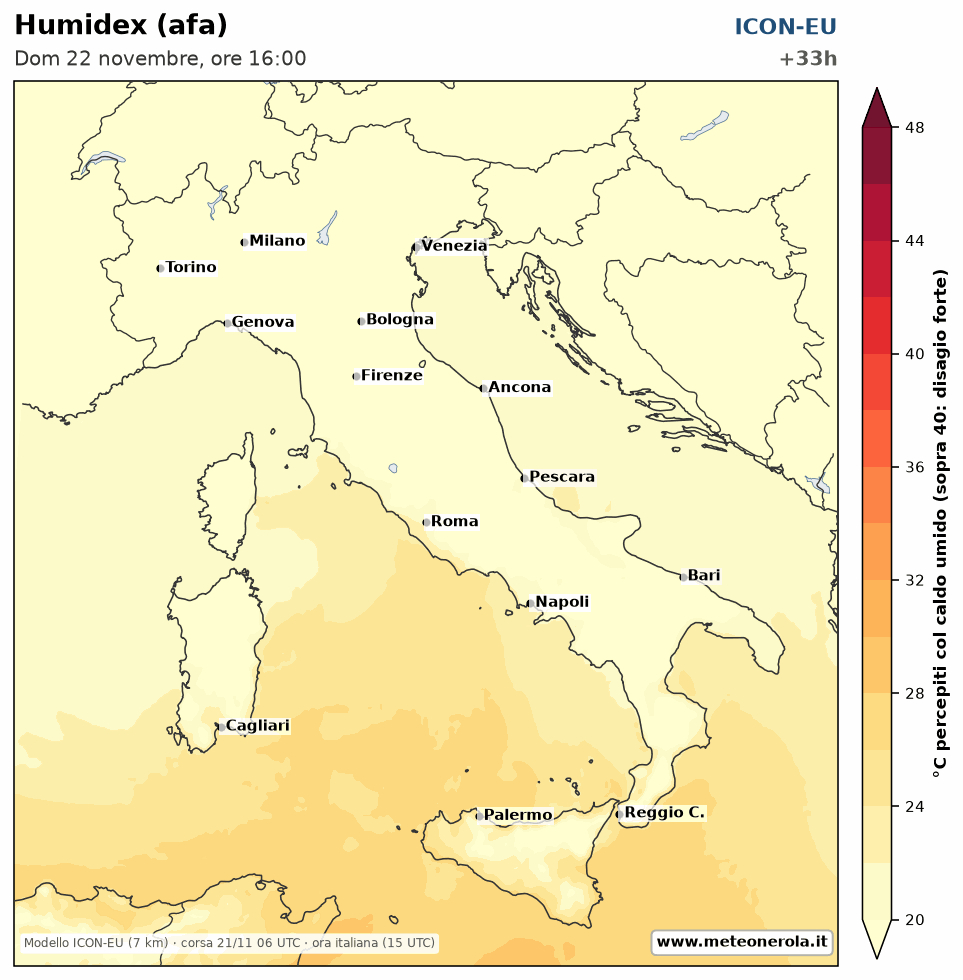 Humidex (afa)
ICON-EU
Dom 22 novembre, ore 16:00
+33h
48
44
40
36
32
28
24
20
°C percepiti col caldo umido (sopra 40: disagio forte)
Milano
Venezia
Torino
Genova
Bologna
Firenze
Ancona
Pescara
Roma
Bari
Napoli
Cagliari
Palermo
Reggio C.
Modello ICON-EU (7 km) · corsa 21/11 06 UTC · ora italiana (15 UTC)
www.meteonerola.it